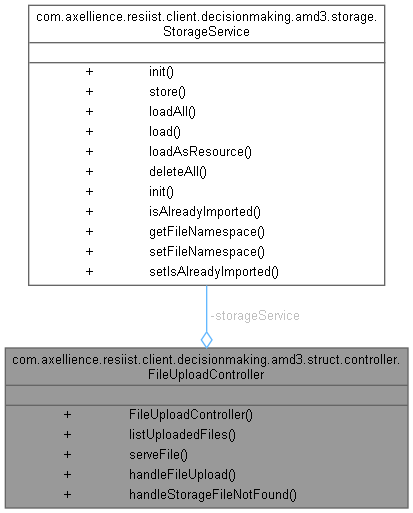 com.axellience.resiist.client.decisionmaking.amd3.storage.
StorageService
+ init()
+ store()
+ loadAll()
+ load()
+ loadAsResource()
+ deleteAll()
+ init()
+ isAlreadyImported()
+ getFileNamespace()
+ setFileNamespace()
+ setIsAlreadyImported()
-storageService
com.axellience.resiist.client.decisionmaking.amd3.struct.controller.
FileUploadController
+ FileUploadController()
+ listUploadedFiles()
+ serveFile()
+ handleFileUpload()
+ handleStorageFileNotFound()